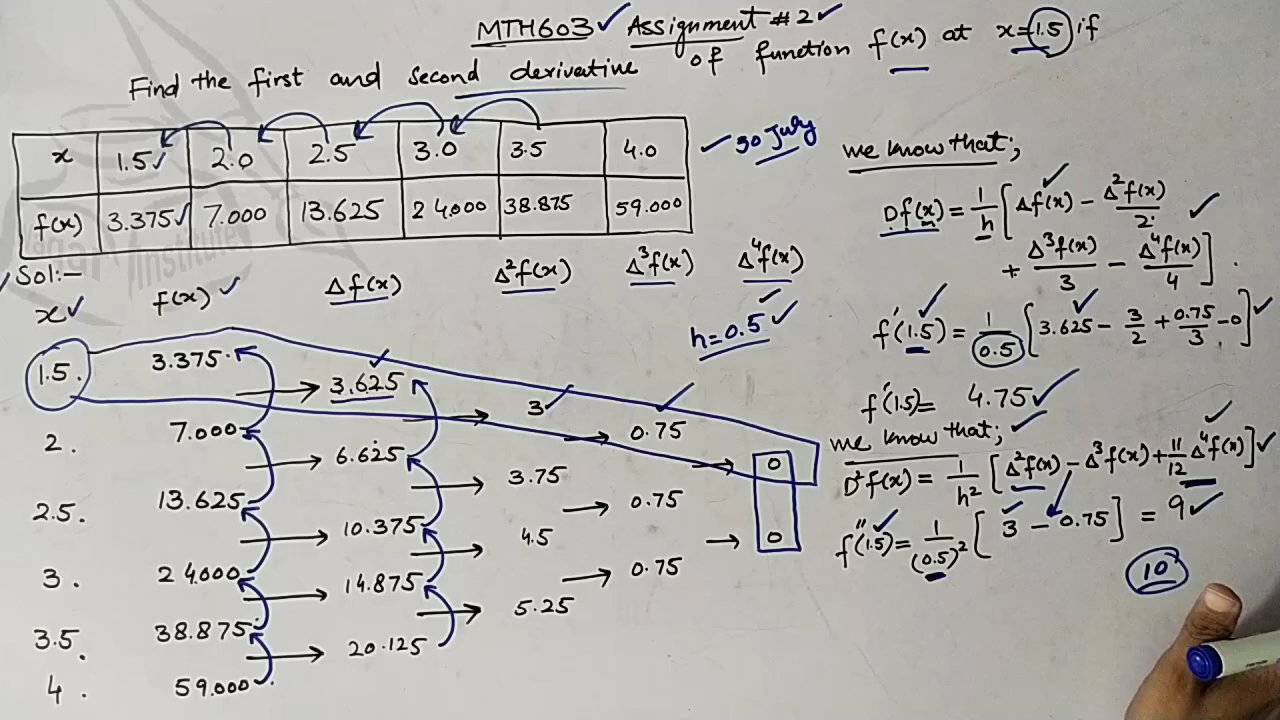 MTH603 Assignment #2
Find the first and second derivative of function f(x) at x=1.5 if
x 1.5 2.0 2.5 3.0 3.5 4.0
f(x) 3.375 7.000 13.625 24.000 38.875 59.000
Sol:-
x f(x) Δf(x) Δ²f(x) Δ³f(x) Δ⁴f(x)
h=0.5
1.5 3.375
3.625
2. 7.000 3
6.625 0.75
2.5. 13.625 3.75 0
10.375 0.75
3. 24.000 4.5 0
14.875 0.75
3.5. 38.875 5.25
20.125
4. 59.000
we know that;
Df(x) = 1/h [Δf(x) - Δ²f(x)/2
+ Δ³f(x)/3 - Δ⁴f(x)/4].
f'(1.5) = 1/0.5 [3.625 - 3/2 + 0.75/3 - 0]
f'(1.5) = 4.75
we know that;
D²f(x) = 1/h² [Δ²f(x) - Δ³f(x) + 11/12 Δ⁴f(x)]
f''(1.5) = 1/(0.5)² [3 - 0.75] = 9
10